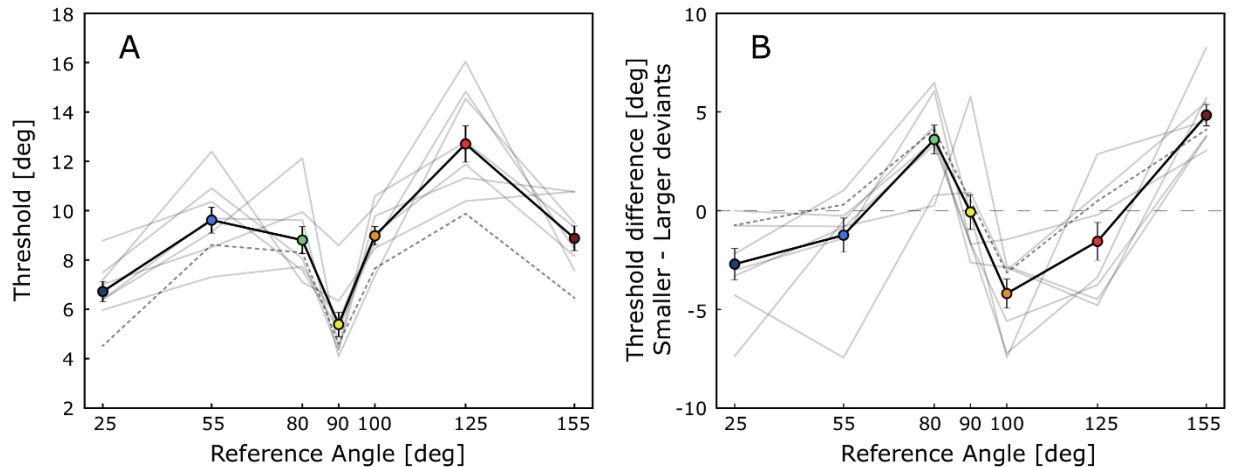 A
Threshold [deg]
18
16
14
12
10
8
6
4
2
25 55 80 90 100 125 155
Reference Angle [deg]
B
Threshold difference [deg]
Smaller - Larger deviants
10
5
0
-5
-10
25 55 80 90 100 125 155
Reference Angle [deg]